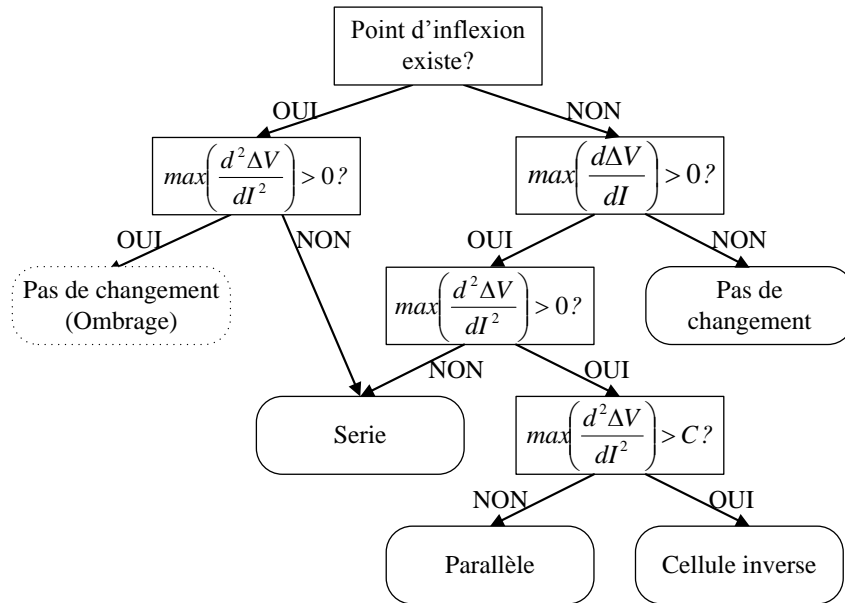 Point d'inflexion
existe?
OUI
NON
max(d²ΔV/dI²) > 0 ?
max(dΔV/dI) > 0 ?
OUI
NON
OUI
NON
Pas de changement
(Ombrage)
max(d²ΔV/dI²) > 0 ?
Pas de
changement
NON
OUI
Serie
max(d²ΔV/dI²) > C ?
NON
OUI
Parallèle
Cellule inverse